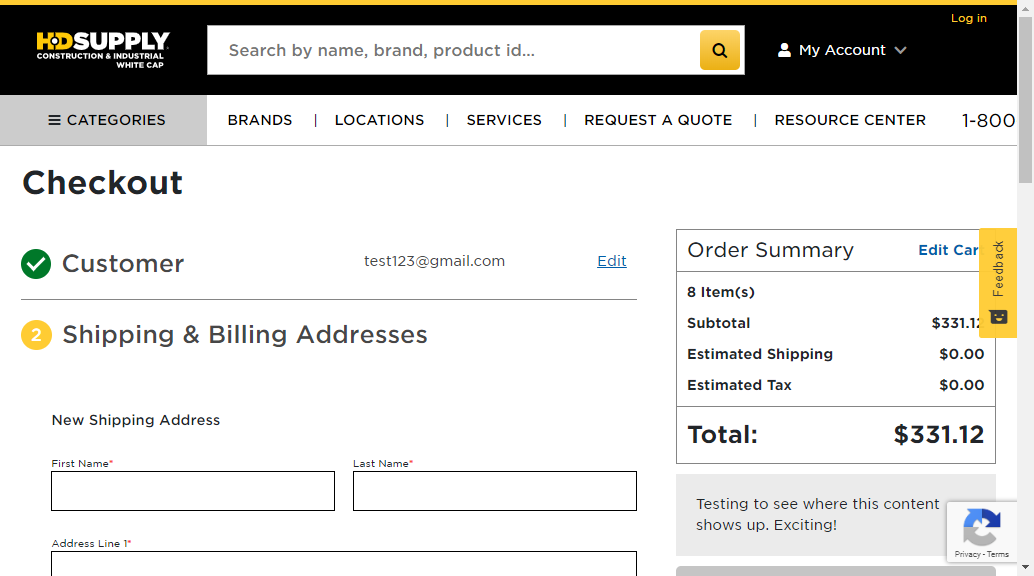 Log in
HDSUPPLY
CONSTRUCTION & INDUSTRIAL
WHITE CAP
Search by name, brand, product id...
My Account
CATEGORIES
BRANDS | LOCATIONS | SERVICES | REQUEST A QUOTE | RESOURCE CENTER 1-800
Checkout
Customer test123@gmail.com Edit
2 Shipping & Billing Addresses
New Shipping Address
First Name* Last Name*
Address Line 1*
Order Summary Edit Car
8 Item(s)
Subtotal $331.12
Estimated Shipping $0.00
Estimated Tax $0.00
Total: $331.12
Testing to see where this content
shows up. Exciting!
Feedback
Privacy - Terms